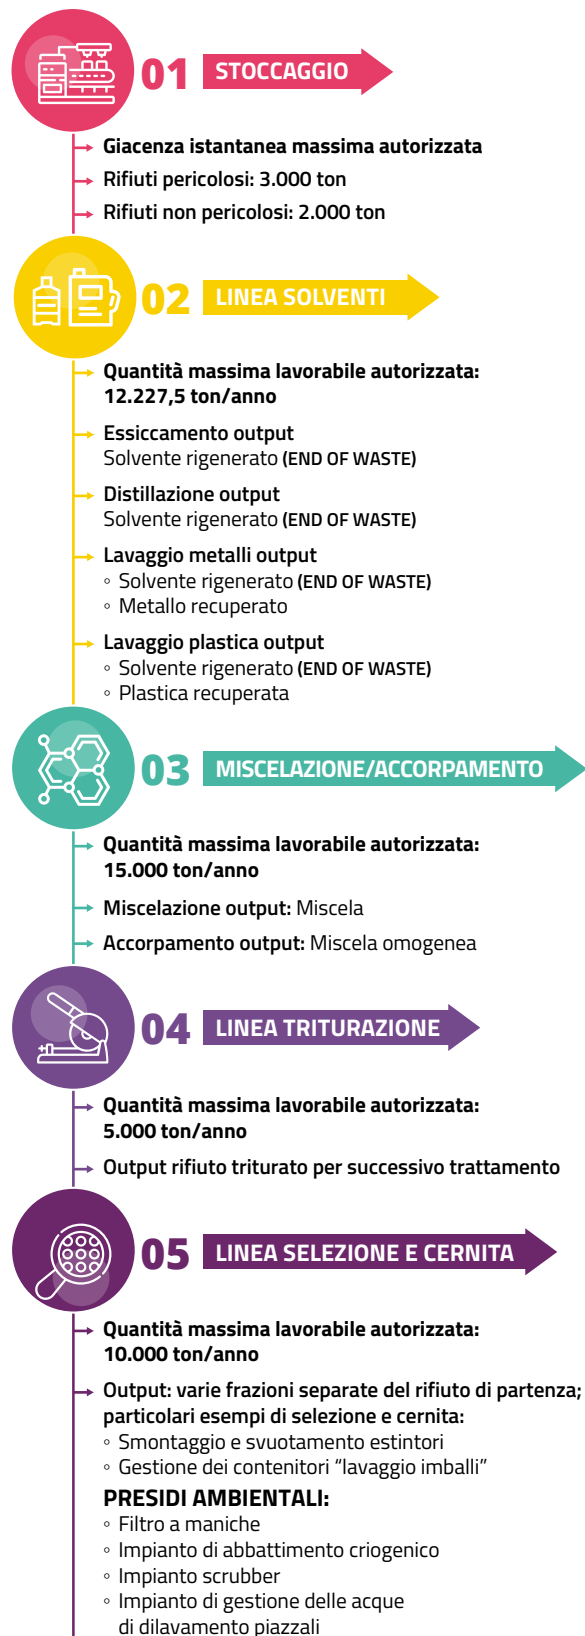 01 STOCCAGGIO
Giacenza istantanea massima autorizzata
Rifiuti pericolosi: 3.000 ton
Rifiuti non pericolosi: 2.000 ton
02 LINEA SOLVENTI
Quantità massima lavorabile autorizzata:
12.227,5 ton/anno
Essiccamento output
Solvente rigenerato (END OF WASTE)
Distillazione output
Solvente rigenerato (END OF WASTE)
Lavaggio metalli output
◦ Solvente rigenerato (END OF WASTE)
◦ Metallo recuperato
Lavaggio plastica output
◦ Solvente rigenerato (END OF WASTE)
◦ Plastica recuperata
03 MISCELAZIONE/ACCORPAMENTO
Quantità massima lavorabile autorizzata:
15.000 ton/anno
Miscelazione output: Miscela
Accorpamento output: Miscela omogenea
04 LINEA TRITURAZIONE
Quantità massima lavorabile autorizzata:
5.000 ton/anno
Output rifiuto triturato per successivo trattamento
05 LINEA SELEZIONE E CERNITA
Quantità massima lavorabile autorizzata:
10.000 ton/anno
Output: varie frazioni separate del rifiuto di partenza;
particolari esempi di selezione e cernita:
◦ Smontaggio e svuotamento estintori
◦ Gestione dei contenitori “lavaggio imballi”
PRESIDI AMBIENTALI:
◦ Filtro a maniche
◦ Impianto di abbattimento criogenico
◦ Impianto scrubber
◦ Impianto di gestione delle acque
di dilavamento piazzali